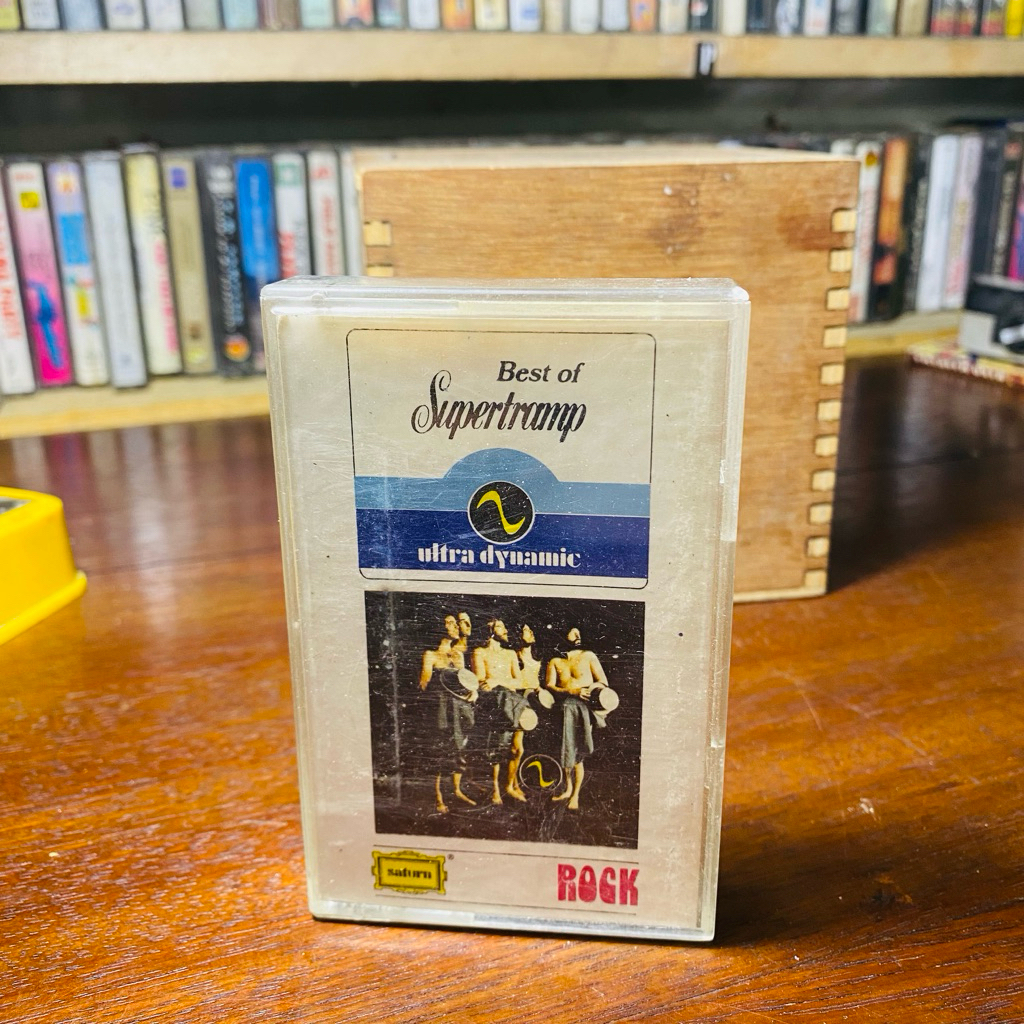 Best of
Supertramp
ultra dynamic
saturn®
ROCK